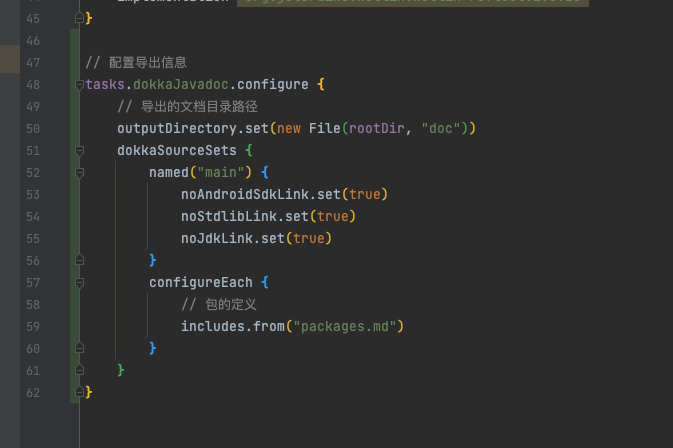 45 }
46
47 // 配置导出信息
48 tasks.dokkaJavadoc.configure {
49 // 导出的文档目录路径
50 outputDirectory.set(new File(rootDir, "doc"))
51 dokkaSourceSets {
52 named("main") {
53 noAndroidSdkLink.set(true)
54 noStdlibLink.set(true)
55 noJdkLink.set(true)
56 }
57 configureEach {
58 // 包的定义
59 includes.from("packages.md")
60 }
61 }
62 }